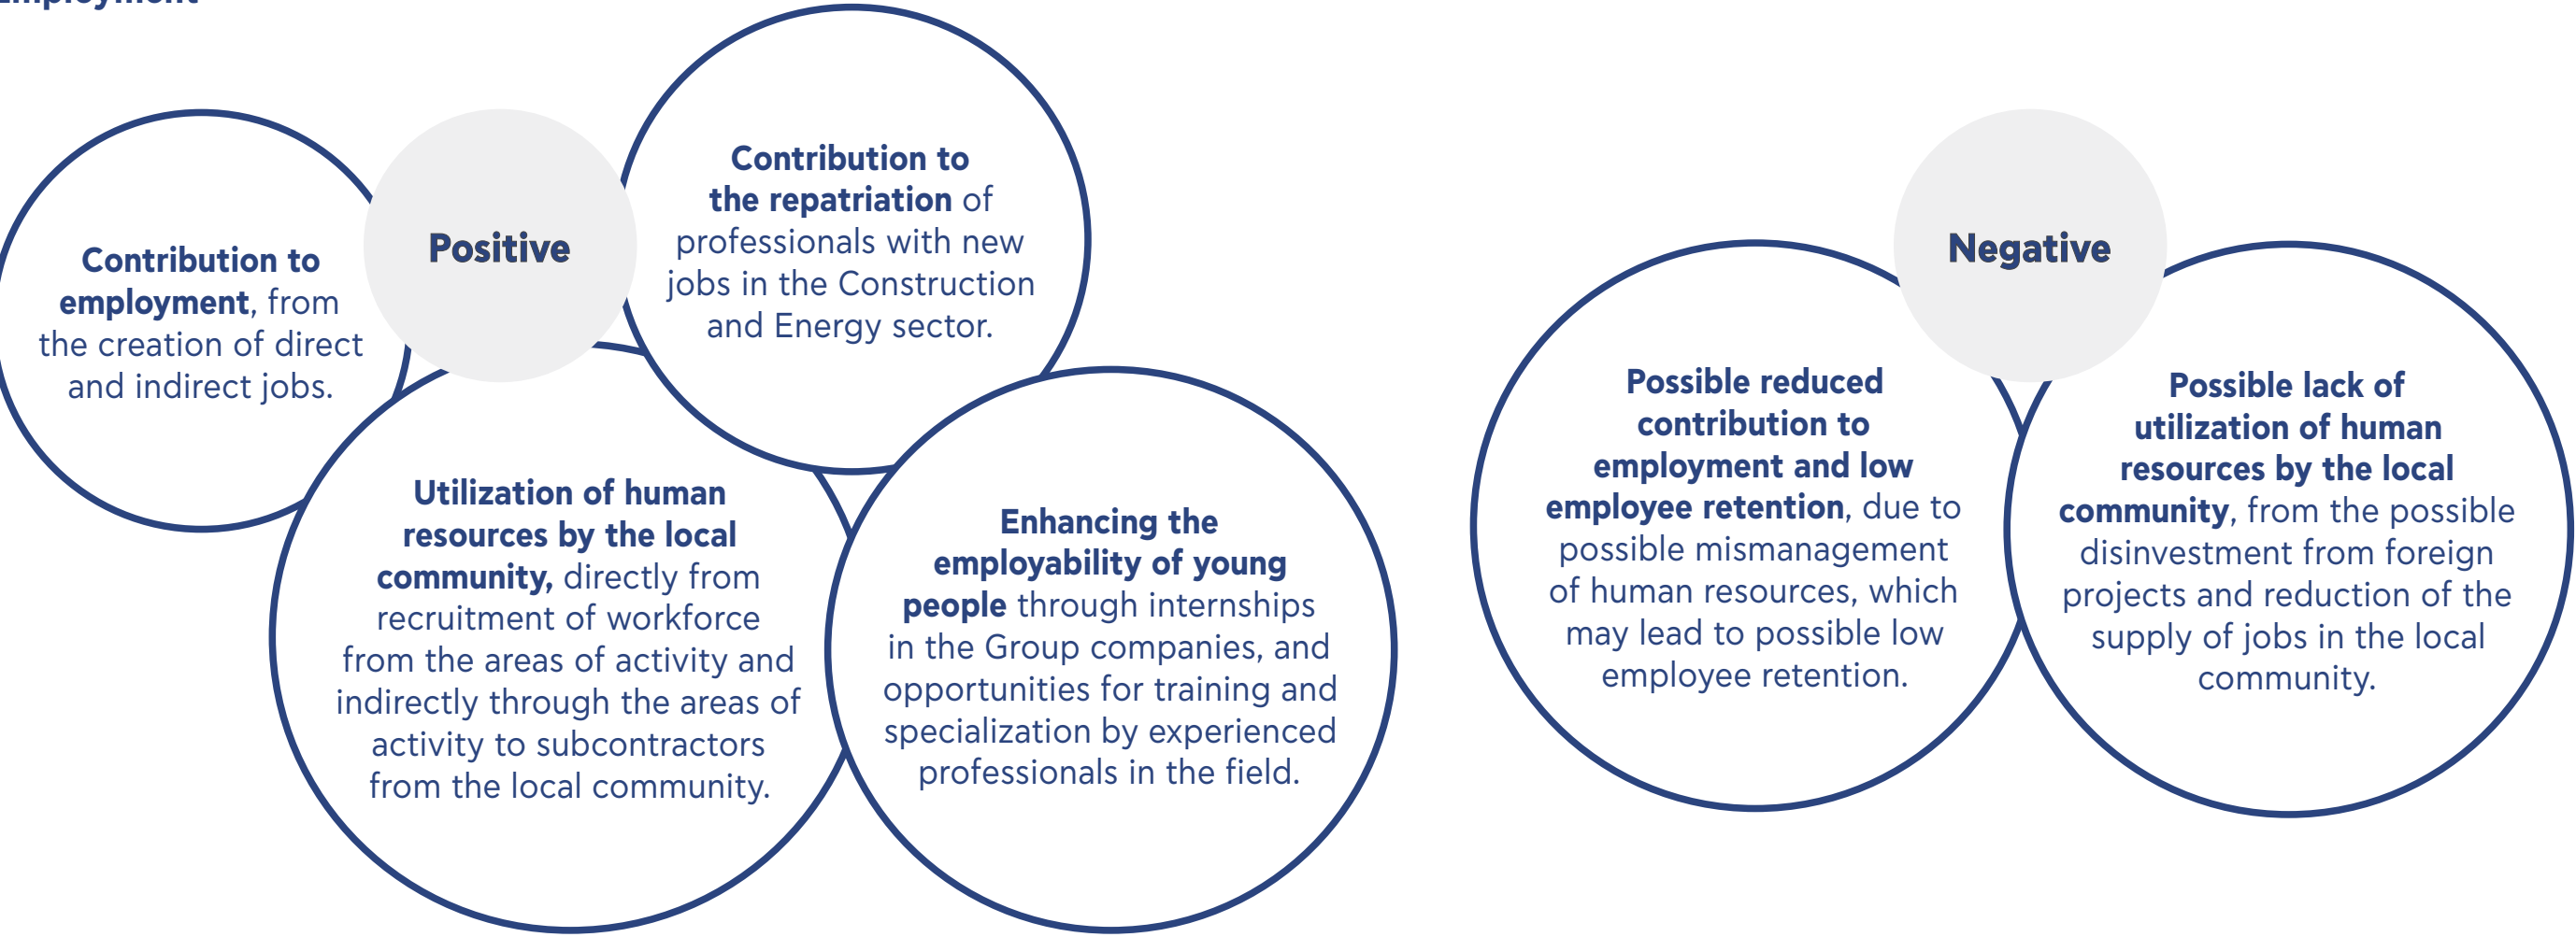 Employment
Contribution to
employment, from
the creation of direct
and indirect jobs.
Positive
Contribution to
the repatriation of
professionals with new
jobs in the Construction
and Energy sector.
Utilization of human
resources by the local
community, directly from
recruitment of workforce
from the areas of activity and
indirectly through the areas of
activity to subcontractors
from the local community.
Enhancing the
employability of young
people through internships
in the Group companies, and
opportunities for training and
specialization by experienced
professionals in the field.
Negative
Possible reduced
contribution to
employment and low
employee retention, due to
possible mismanagement
of human resources, which
may lead to possible low
employee retention.
Possible lack of
utilization of human
resources by the local
community, from the possible
disinvestment from foreign
projects and reduction of the
supply of jobs in the local
community.